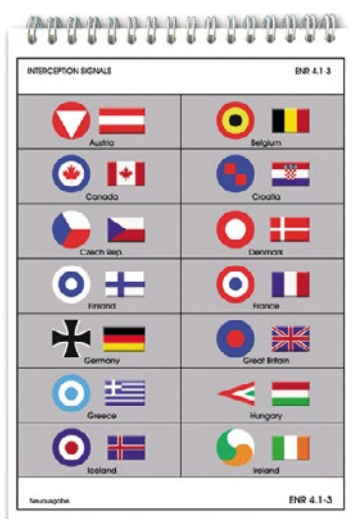 INTERCEPTION SIGNALS ENR 4.1-3
Austria Belgium
Canada Croatia
Czech Rep. Denmark
Finland France
Germany Great Britain
Greece Hungary
Iceland Ireland
Neuausgabe ENR 4.1-3